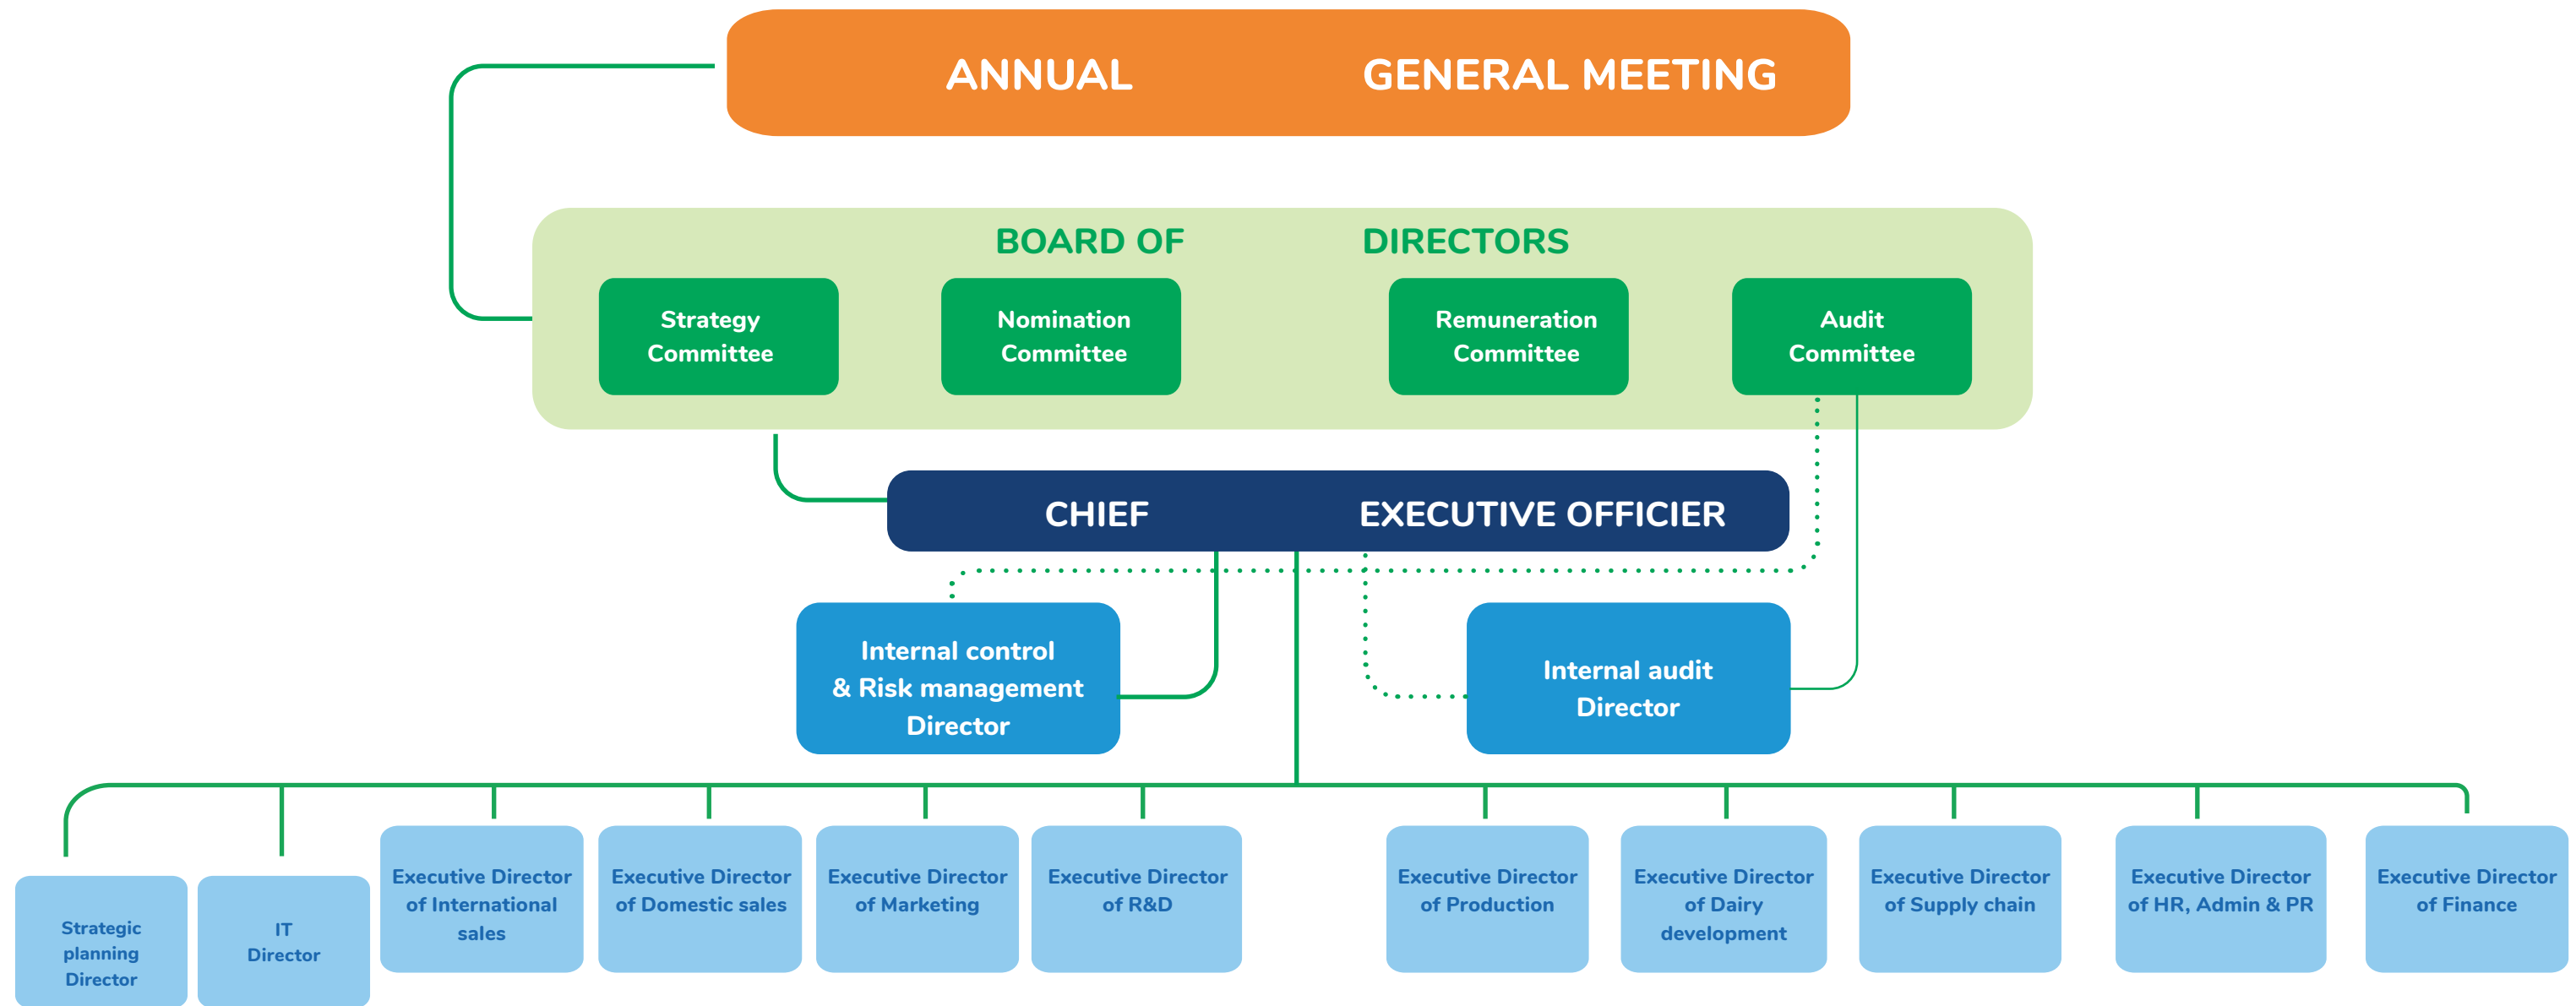 ANNUAL GENERAL MEETING
BOARD OF DIRECTORS
Strategy
Committee
Nomination
Committee
Remuneration
Committee
Audit
Committee
CHIEF EXECUTIVE OFFICIER
Internal control
& Risk management
Director
Internal audit
Director
Strategic
planning
Director
IT
Director
Executive Director
of International
sales
Executive Director
of Domestic sales
Executive Director
of Marketing
Executive Director
of R&D
Executive Director
of Production
Executive Director
of Dairy
development
Executive Director
of Supply chain
Executive Director
of HR, Admin & PR
Executive Director
of Finance